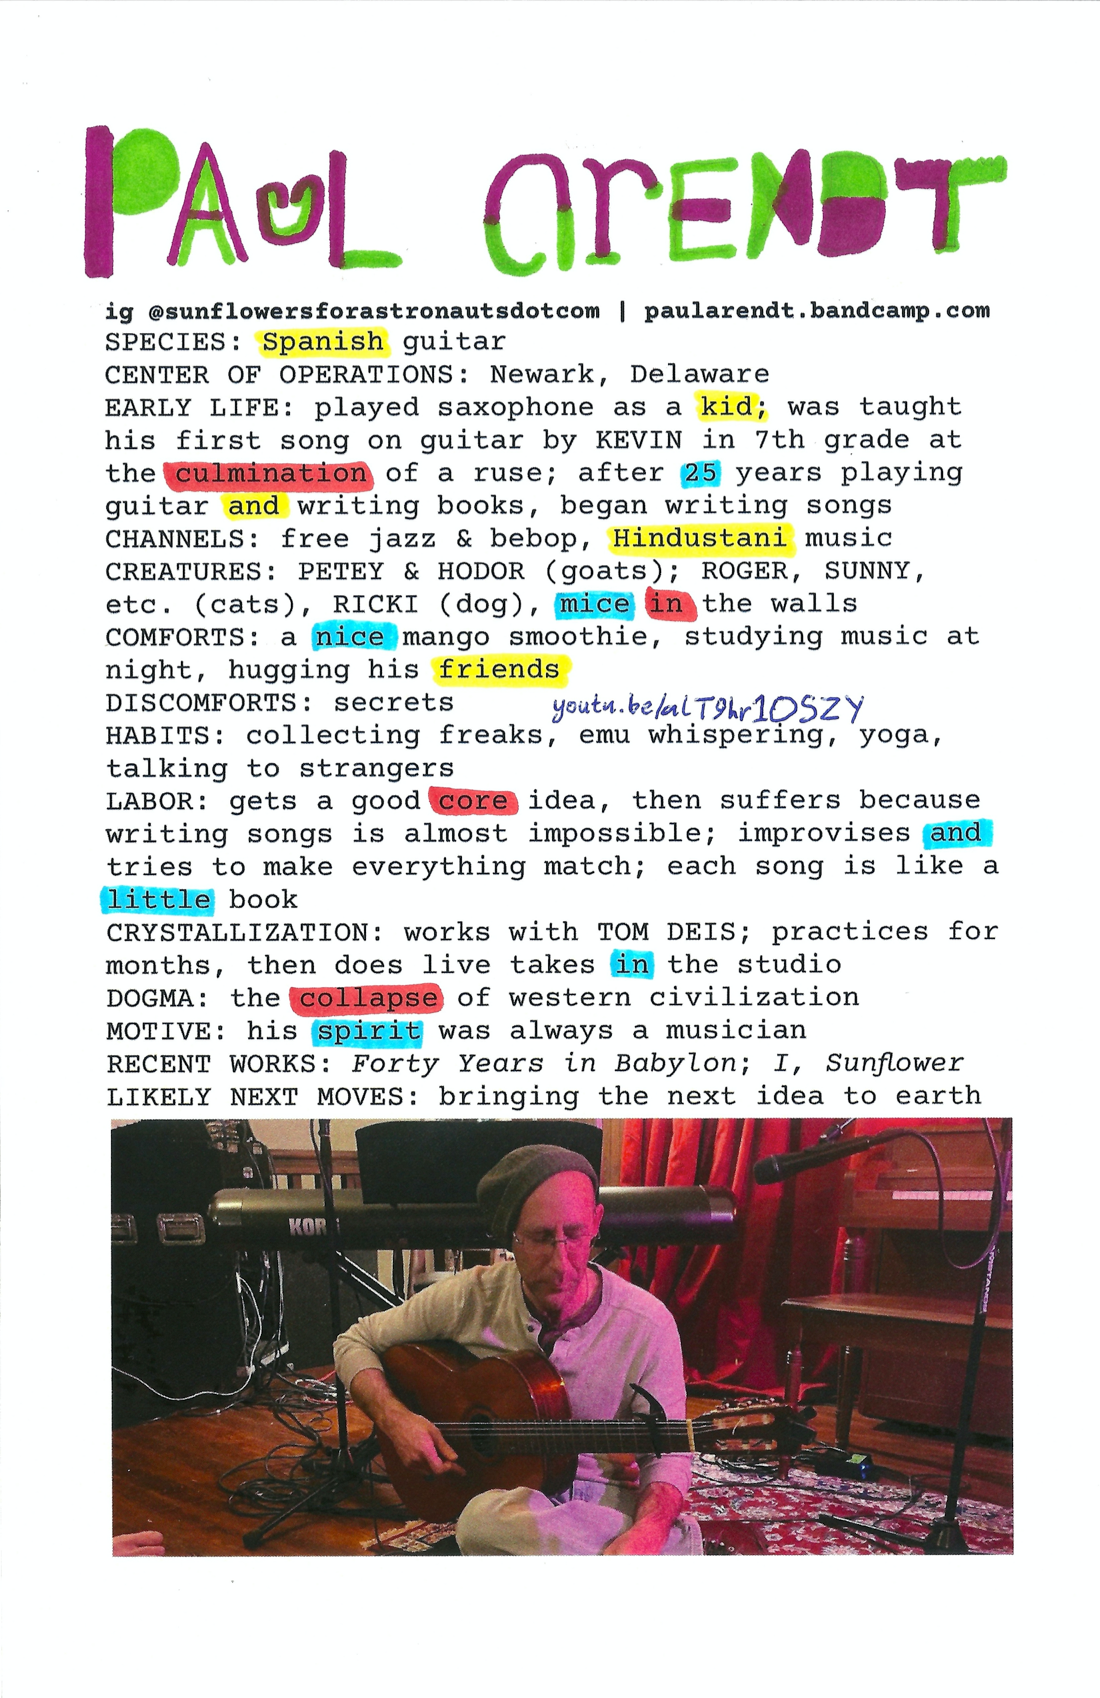 PAUL ArENDT
ig @sunflowersforastronautsdotcom | paularendt.bandcamp.com
SPECIES: Spanish guitar
CENTER OF OPERATIONS: Newark, Delaware
EARLY LIFE: played saxophone as a kid; was taught
his first song on guitar by KEVIN in 7th grade at
the culmination of a ruse; after 25 years playing
guitar and writing books, began writing songs
CHANNELS: free jazz & bebop, Hindustani music
CREATURES: PETEY & HODOR (goats); ROGER, SUNNY,
etc. (cats), RICKI (dog), mice in the walls
COMFORTS: a nice mango smoothie, studying music at
night, hugging his friends
DISCOMFORTS: secrets
HABITS: collecting freaks, emu whispering, yoga,
talking to strangers
LABOR: gets a good core idea, then suffers because
writing songs is almost impossible; improvises and
tries to make everything match; each song is like a
little book
CRYSTALLIZATION: works with TOM DEIS; practices for
months, then does live takes in the studio
DOGMA: the collapse of western civilization
MOTIVE: his spirit was always a musician
RECENT WORKS: Forty Years in Babylon; I, Sunflower
LIKELY NEXT MOVES: bringing the next idea to earth
KORG